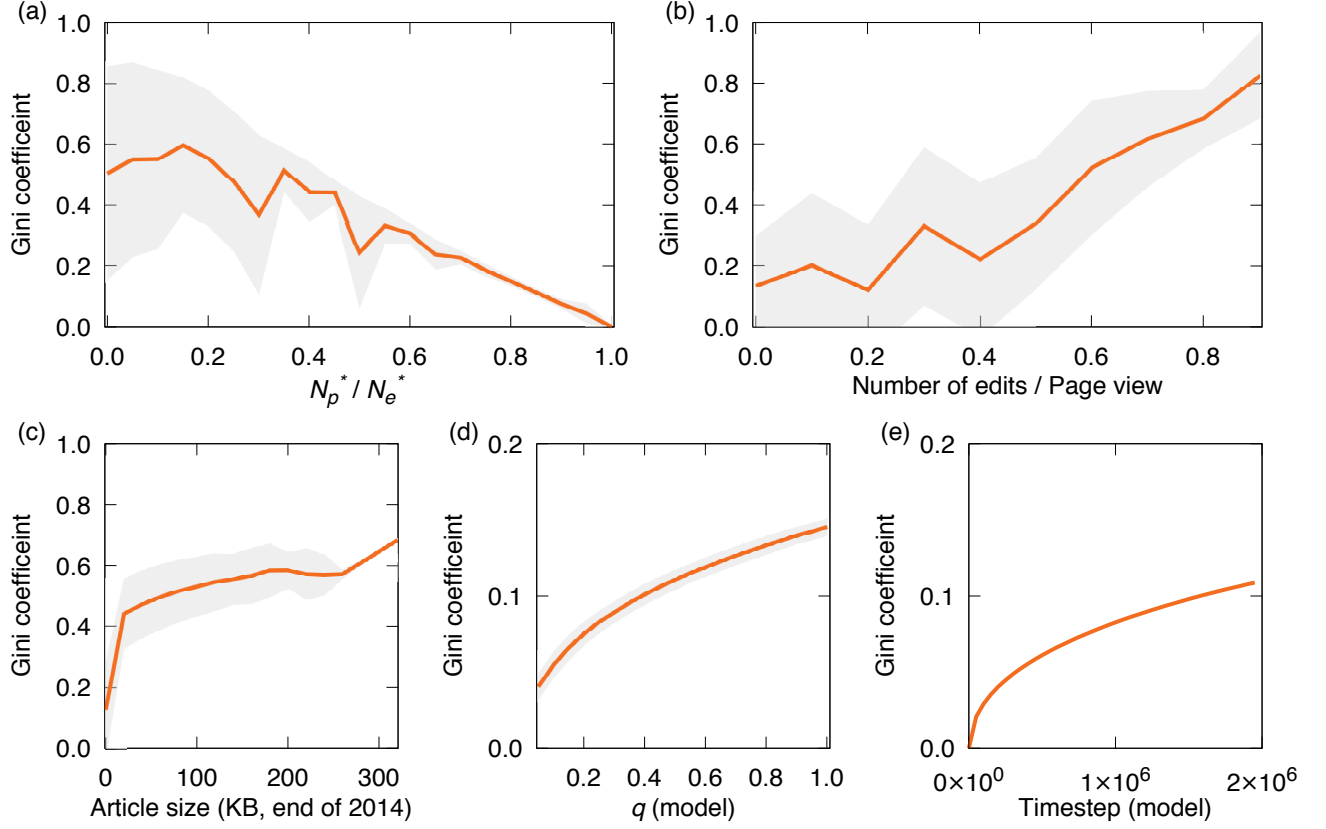 (a)
1.0
0.8
0.6
0.4
0.2
0.0
Gini coefficeint
0.0 0.2 0.4 0.6 0.8 1.0
N_p^* / N_e^*
(b)
1.0
0.8
0.6
0.4
0.2
0.0
Gini coefficeint
0.0 0.2 0.4 0.6 0.8
Number of edits / Page view
(c)
1.0
0.8
0.6
0.4
0.2
0.0
Gini coefficeint
0 100 200 300
Article size (KB, end of 2014)
(d)
0.2
0.1
0.0
Gini coefficeint
0.2 0.4 0.6 0.8 1.0
q (model)
(e)
0.2
0.1
0.0
Gini coefficeint
0×10⁰ 1×10⁶ 2×10⁶
Timestep (model)